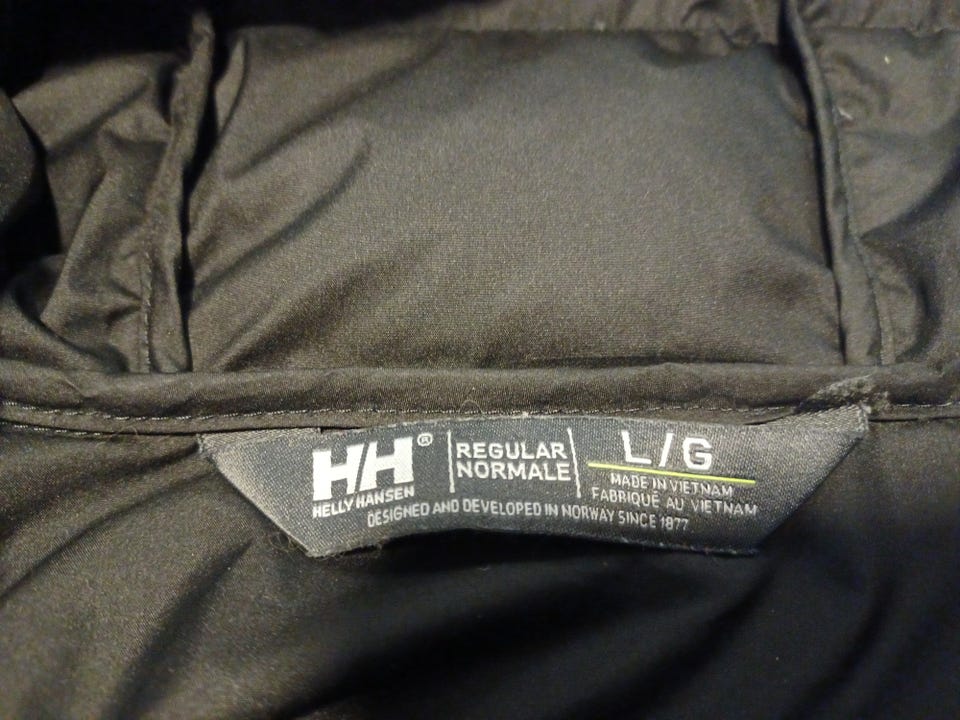 HH®
HELLY HANSEN
REGULAR
NORMALE
L/G
MADE IN VIETNAM
FABRIQUÉ AU VIETNAM
DESIGNED AND DEVELOPED IN NORWAY SINCE 1877